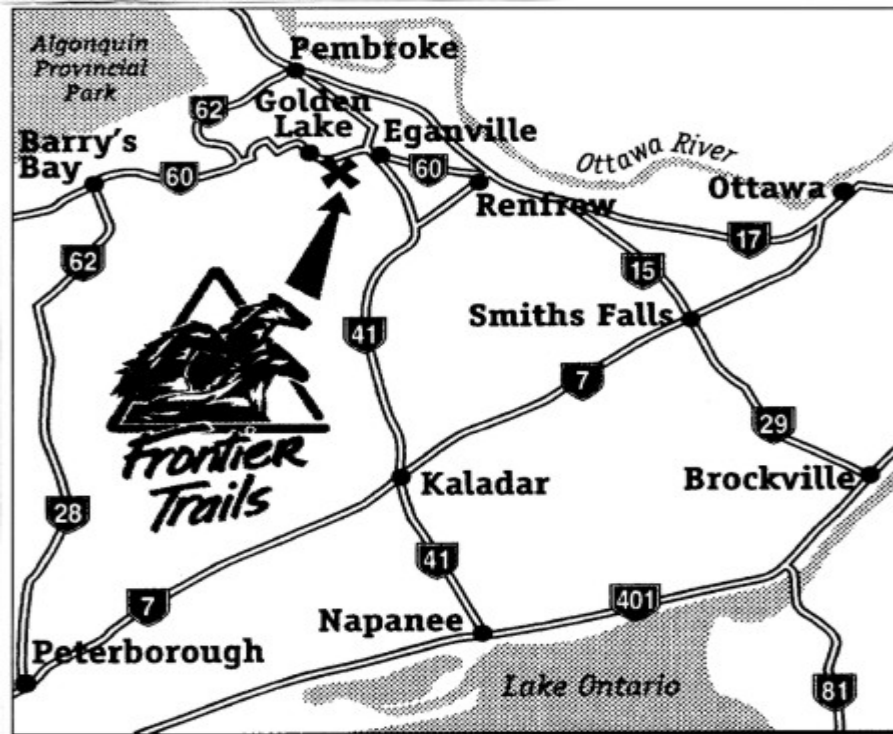 Algonquin
Provincial
Park
Pembroke
62
Golden
Lake
Barry's
Bay
Eganville
60
60
Renfrew
Ottawa River
Ottawa
17
62
15
41
Smiths Falls
7
Frontier
Trails
29
Kaladar
Brockville
28
41
7
401
Napanee
Peterborough
Lake Ontario
81